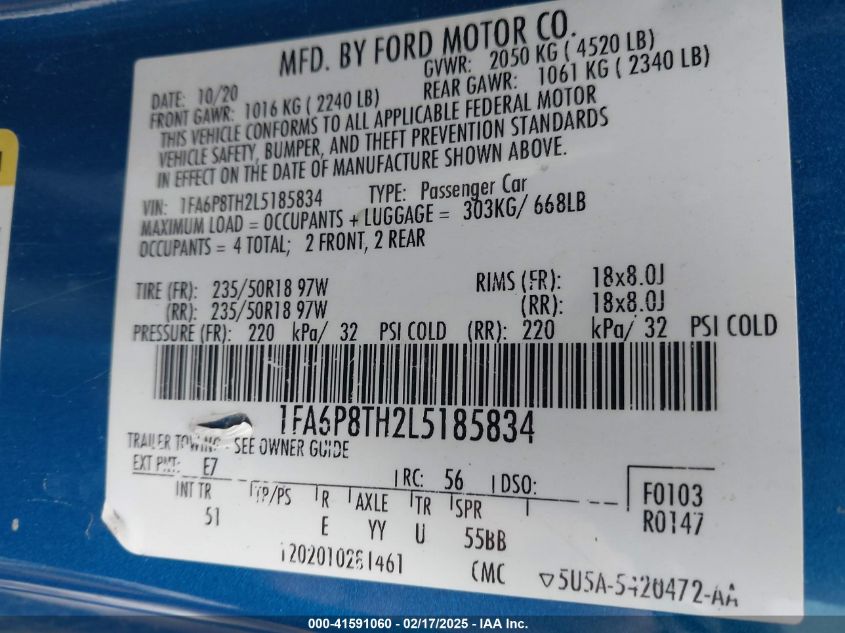 MFD. BY FORD MOTOR CO.
DATE: 10/20 GVWR: 2050 KG ( 4520 LB)
FRONT GAWR: 1016 KG ( 2240 LB) REAR GAWR: 1061 KG ( 2340 LB)
THIS VEHICLE CONFORMS TO ALL APPLICABLE FEDERAL MOTOR
VEHICLE SAFETY, BUMPER, AND THEFT PREVENTION STANDARDS
IN EFFECT ON THE DATE OF MANUFACTURE SHOWN ABOVE.
VIN: 1FA6P8TH2L5185834 TYPE: Passenger Car
MAXIMUM LOAD = OCCUPANTS + LUGGAGE = 303KG/ 668LB
OCCUPANTS = 4 TOTAL; 2 FRONT, 2 REAR
TIRE (FR): 235/50R18 97W RIMS (FR): 18x8.0J
(RR): 235/50R18 97W (RR): 18x8.0J
PRESSURE (FR): 220 kPa/ 32 PSI COLD (RR): 220 kPa/ 32 PSI COLD
1FA6P8TH2L5185834
TRAILER TOWING - SEE OWNER GUIDE
EXT PNT: E7 RC: 56 DSO:
INT TR TP/PS R AXLE TR SPR
51 E YY U 55BB
F0103
R0147
CMC
000-41591060 — 02/17/2025 — IAA Inc.